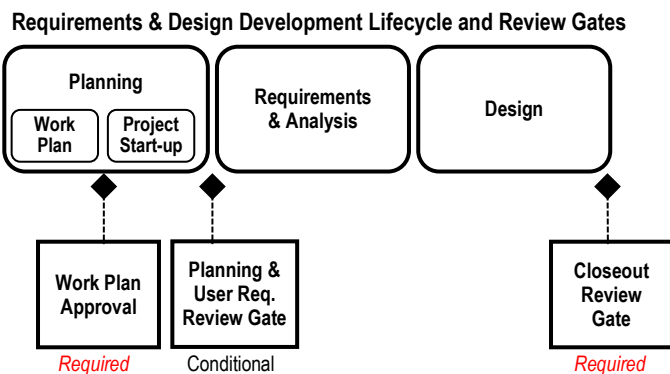 Requirements & Design Development Lifecycle and Review Gates
Planning
Work
Plan
Project
Start-up
Requirements
& Analysis
Design
Work Plan
Approval
Required
Planning &
User Req.
Review Gate
Conditional
Closeout
Review
Gate
Required